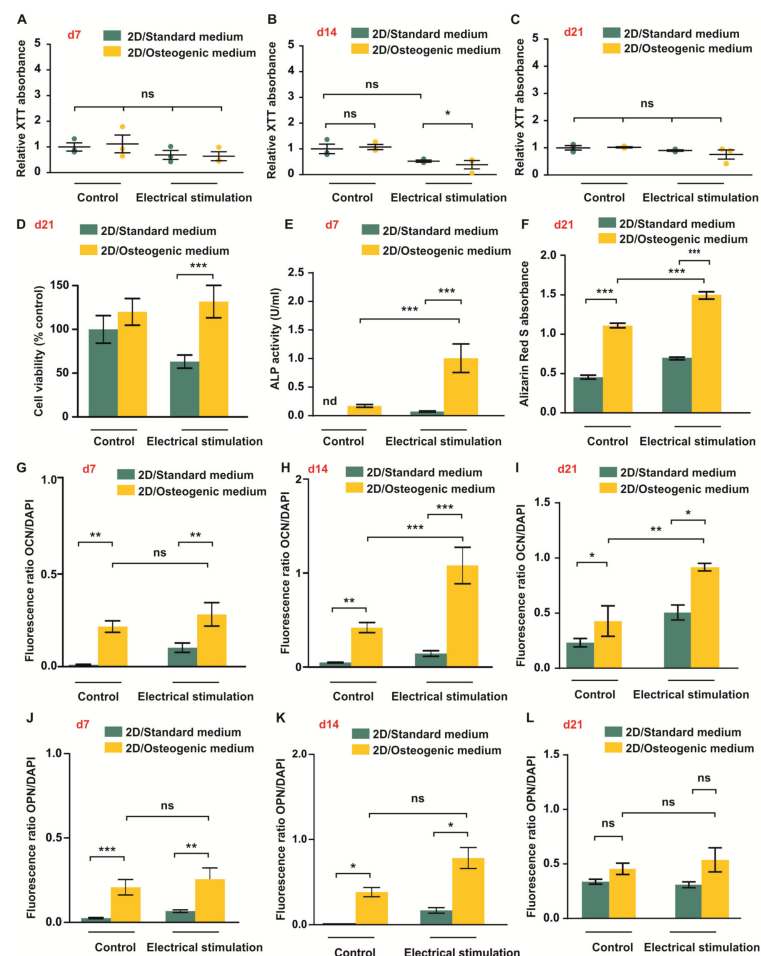 A
d7
2D/Standard medium
2D/Osteogenic medium
Relative XTT absorbance
5
4
3
2
1
0
ns
Control
Electrical stimulation
B
d14
2D/Standard medium
2D/Osteogenic medium
Relative XTT absorbance
5
4
3
2
1
0
ns
ns
*
Control
Electrical stimulation
C
d21
2D/Standard medium
2D/Osteogenic medium
Relative XTT absorbance
5
4
3
2
1
0
ns
Control
Electrical stimulation
D
d21
2D/Standard medium
2D/Osteogenic medium
Cell viability (% control)
150
100
50
0
***
Control
Electrical stimulation
E
d7
2D/Standard medium
2D/Osteogenic medium
ALP activity (U/ml)
2.5
2.0
1.5
1.0
0.5
0.0
nd
***
***
Control
Electrical stimulation
F
d21
2D/Standard medium
2D/Osteogenic medium
Alizarin Red S absorbance
2.0
1.5
1.0
0.5
0.0
***
***
***
Control
Electrical stimulation
G
d7
2D/Standard medium
2D/Osteogenic medium
Fluorescence ratio OCN/DAPI
1.0
0.5
0.0
**
**
ns
Control
Electrical stimulation
H
d14
2D/Standard medium
2D/Osteogenic medium
Fluorescence ratio OCN/DAPI
2
1
0
**
***
***
Control
Electrical stimulation
I
d21
2D/Standard medium
2D/Osteogenic medium
Fluorescence ratio OCN/DAPI
1.5
1.0
0.5
0.0
*
**
*
Control
Electrical stimulation
J
d7
2D/Standard medium
2D/Osteogenic medium
Fluorescence ratio OPN/DAPI
1.0
0.5
0.0
***
ns
**
Control
Electrical stimulation
K
d14
2D/Standard medium
2D/Osteogenic medium
Fluorescence ratio OPN/DAPI
2.0
1.0
0.0
*
ns
*
Control
Electrical stimulation
L
d21
2D/Standard medium
2D/Osteogenic medium
Fluorescence ratio OPN/DAPI
1.5
1.0
0.5
0.0
ns
ns
ns
Control
Electrical stimulation